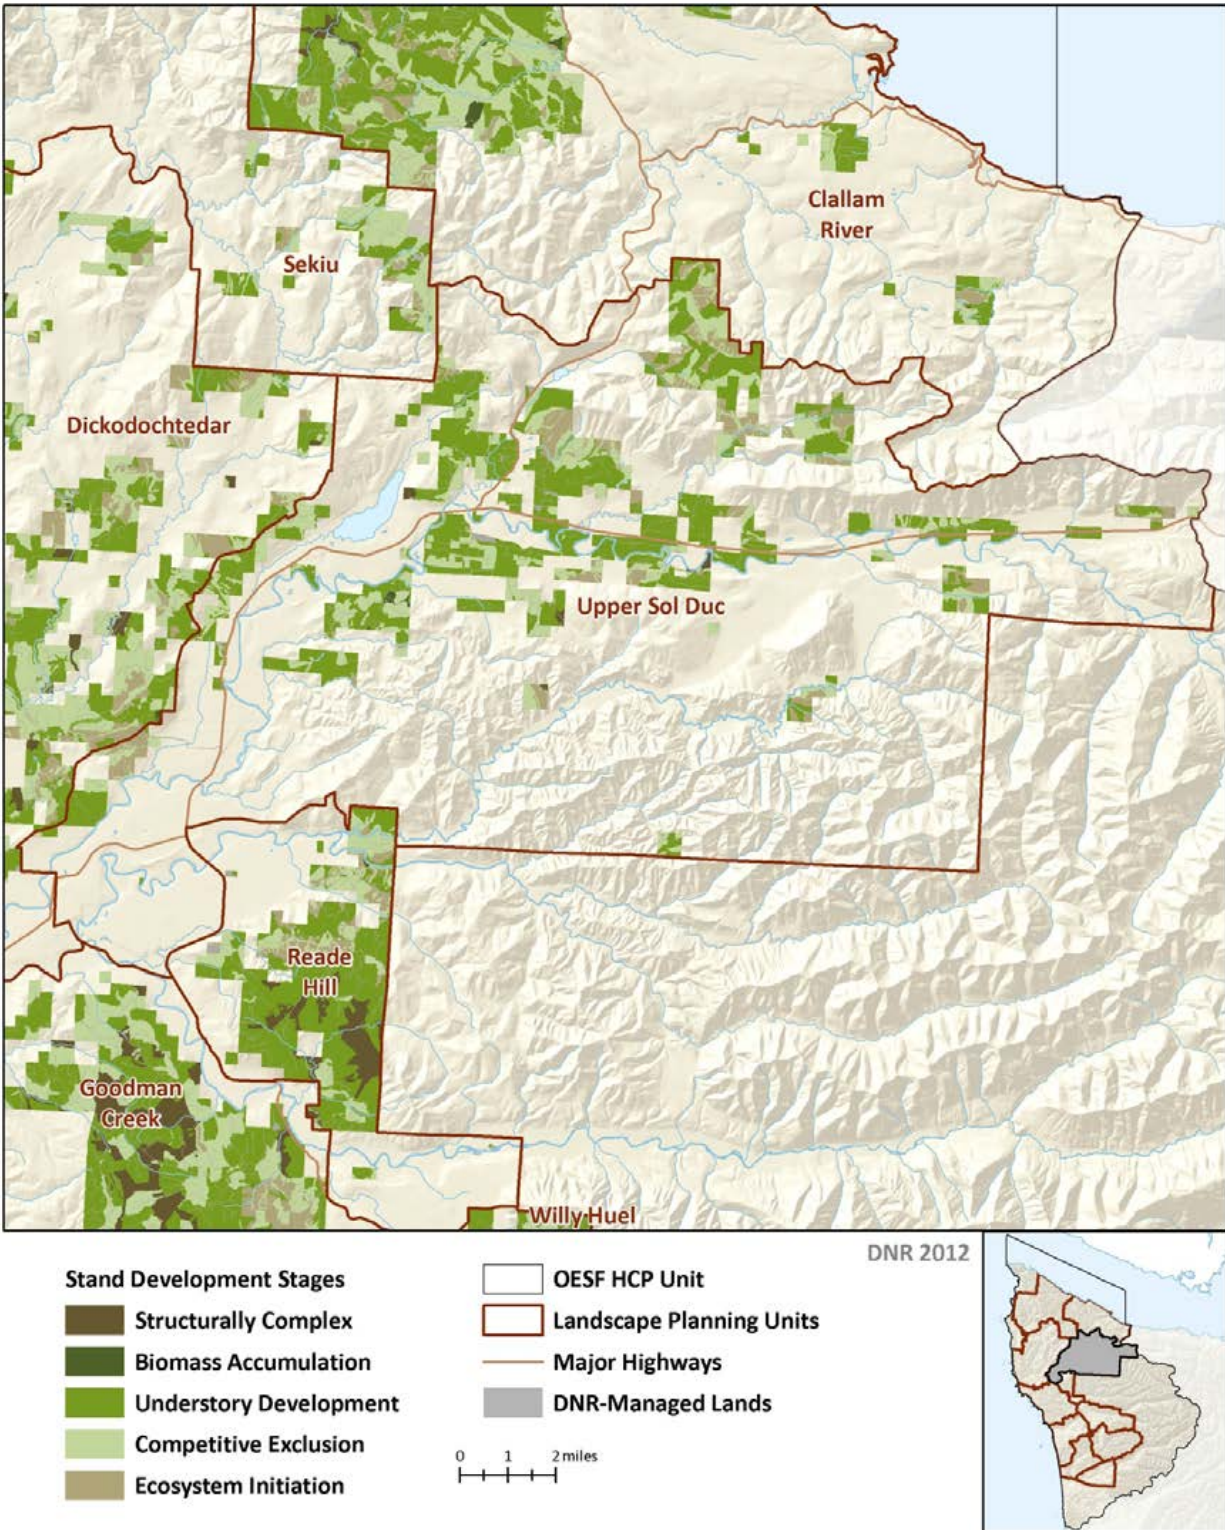 Clallam
River
Sekiu
Dickodochtedar
Upper Sol Duc
Reade
Hill
Goodman
Creek
Willy Huel
DNR 2012
Stand Development Stages
Structurally Complex
Biomass Accumulation
Understory Development
Competitive Exclusion
Ecosystem Initiation
OESF HCP Unit
Landscape Planning Units
Major Highways
DNR-Managed Lands
0 1 2 miles